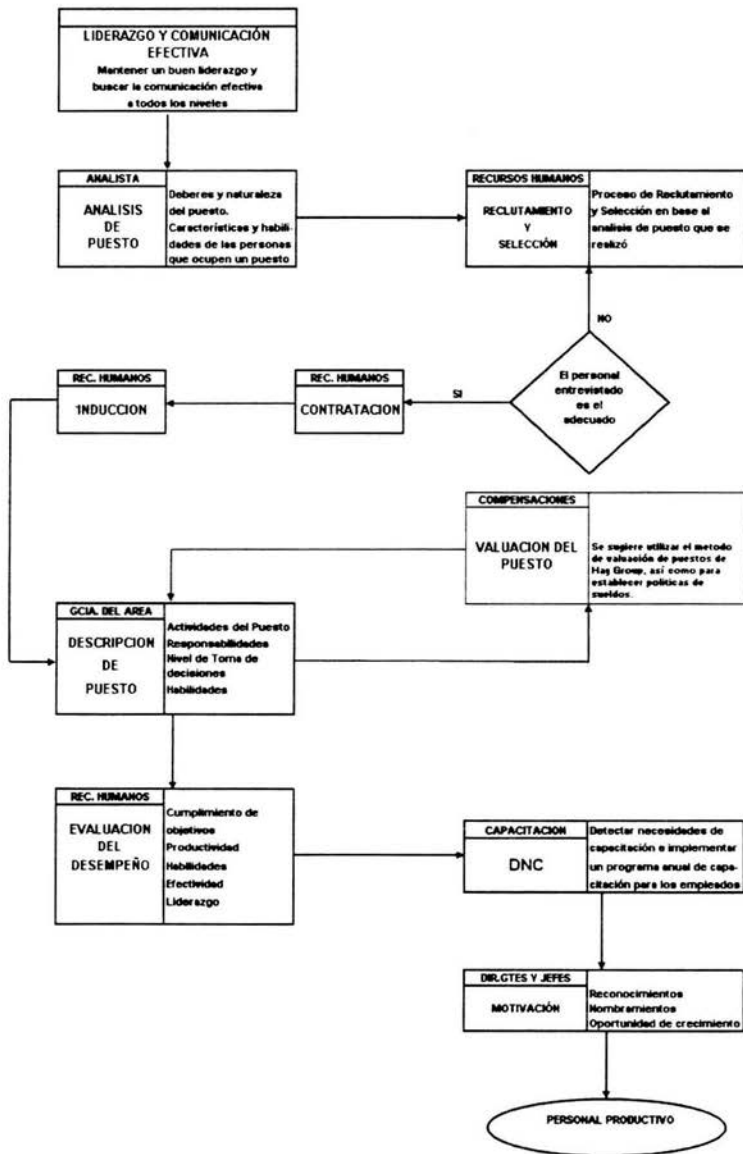 LIDERAZGO Y COMUNICACIÓN
EFECTIVA
Mantener un buen liderazgo y
buscar la comunicación efectiva
a todos los niveles
ANALISTA
ANALISIS
DE
PUESTO
Deberes y naturaleza
del puesto.
Características y habili-
dades de las personas
que ocupen un puesto
RECURSOS HUMANOS
RECLUTAMIENTO
Y
SELECCIÓN
Proceso de Reclutamiento
y Selección en base al
analisis de puesto que se
realizó
NO
El personal
entrevistado
es el
adecuado
SI
REC. HUMANOS
CONTRATACION
REC. HUMANOS
1NDUCCION
COMPENSACIONES
VALUACION DEL
PUESTO
Se sugiere utilizar el metodo
de valuación de puestos de
Hay Group, así como para
establecer políticas de
sueldos.
GCIA. DEL AREA
DESCRIPCION
DE
PUESTO
Actividades del Puesto
Responsabilidades
Nivel de Toma de
decisiones
Habilidades
REC. HUMANOS
EVALUACION
DEL
DESEMPEÑO
Cumplimiento de
objetivos
Productividad
Habilidades
Efectividad
Liderazgo
CAPACITACION
DNC
Detectar necesidades de
capacitación e implementar
un programa anual de capa-
citación para los empleados
DIR.GTES Y JEFES
MOTIVACIÓN
Reconocimientos
Nombramientos
Oportunidad de crecimiento
PERSONAL PRODUCTIVO